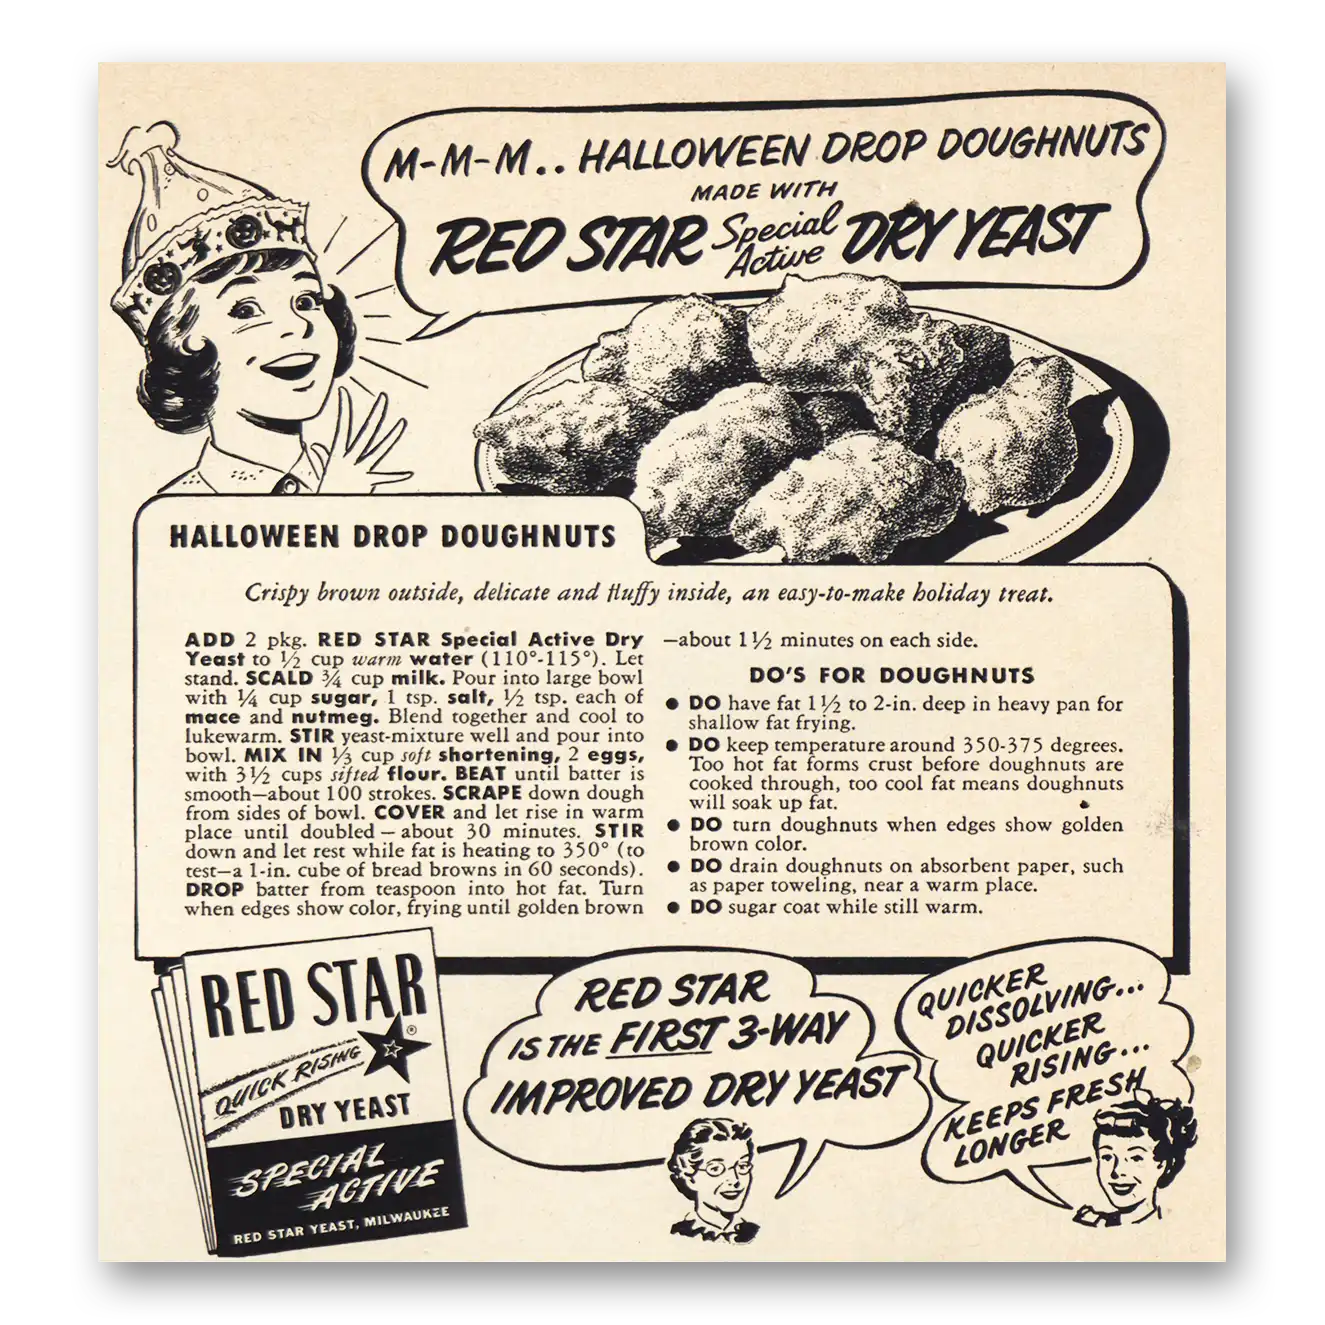 M-M-M.. HALLOWEEN DROP DOUGHNUTS
MADE WITH
RED STAR Special Active DRY YEAST
HALLOWEEN DROP DOUGHNUTS
Crispy brown outside, delicate and fluffy inside, an easy-to-make holiday treat.
ADD 2 pkg. RED STAR Special Active Dry
Yeast to ½ cup warm water (110°-115°). Let
stand. SCALD ¾ cup milk. Pour into large bowl
with ¼ cup sugar, 1 tsp. salt, ½ tsp. each of
mace and nutmeg. Blend together and cool to
lukewarm. STIR yeast-mixture well and pour into
bowl. MIX IN ⅓ cup soft shortening, 2 eggs,
with 3½ cups sifted flour. BEAT until batter is
smooth—about 100 strokes. SCRAPE down dough
from sides of bowl. COVER and let rise in warm
place until doubled — about 30 minutes. STIR
down and let rest while fat is heating to 350° (to
test—a 1-in. cube of bread browns in 60 seconds).
DROP batter from teaspoon into hot fat. Turn
when edges show color, frying until golden brown
—about 1½ minutes on each side.
DO'S FOR DOUGHNUTS
● DO have fat 1½ to 2-in. deep in heavy pan for
shallow fat frying.
● DO keep temperature around 350-375 degrees.
Too hot fat forms crust before doughnuts are
cooked through, too cool fat means doughnuts
will soak up fat.
● DO turn doughnuts when edges show golden
brown color.
● DO drain doughnuts on absorbent paper, such
as paper toweling, near a warm place.
● DO sugar coat while still warm.
RED STAR
®
QUICK RISING
DRY YEAST
SPECIAL
ACTIVE
RED STAR YEAST, MILWAUKEE
RED STAR
IS THE FIRST 3-WAY
IMPROVED DRY YEAST
QUICKER
DISSOLVING...
QUICKER
RISING...
KEEPS FRESH
LONGER